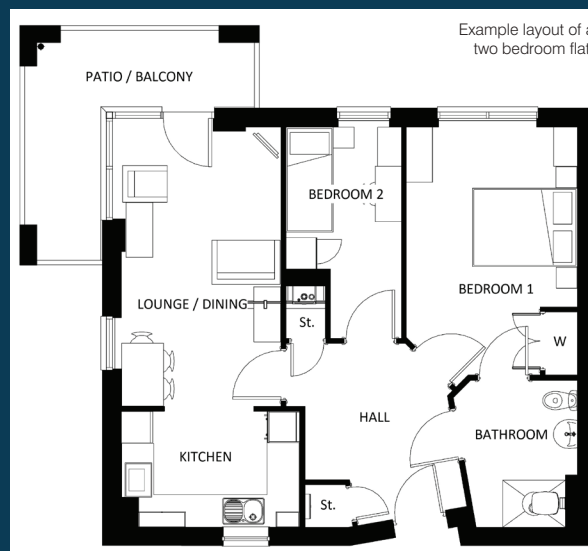 Example layout of a
two bedroom flat
PATIO / BALCONY
BEDROOM 2
BEDROOM 1
LOUNGE / DINING
St.
W
HALL
BATHROOM
KITCHEN
St.